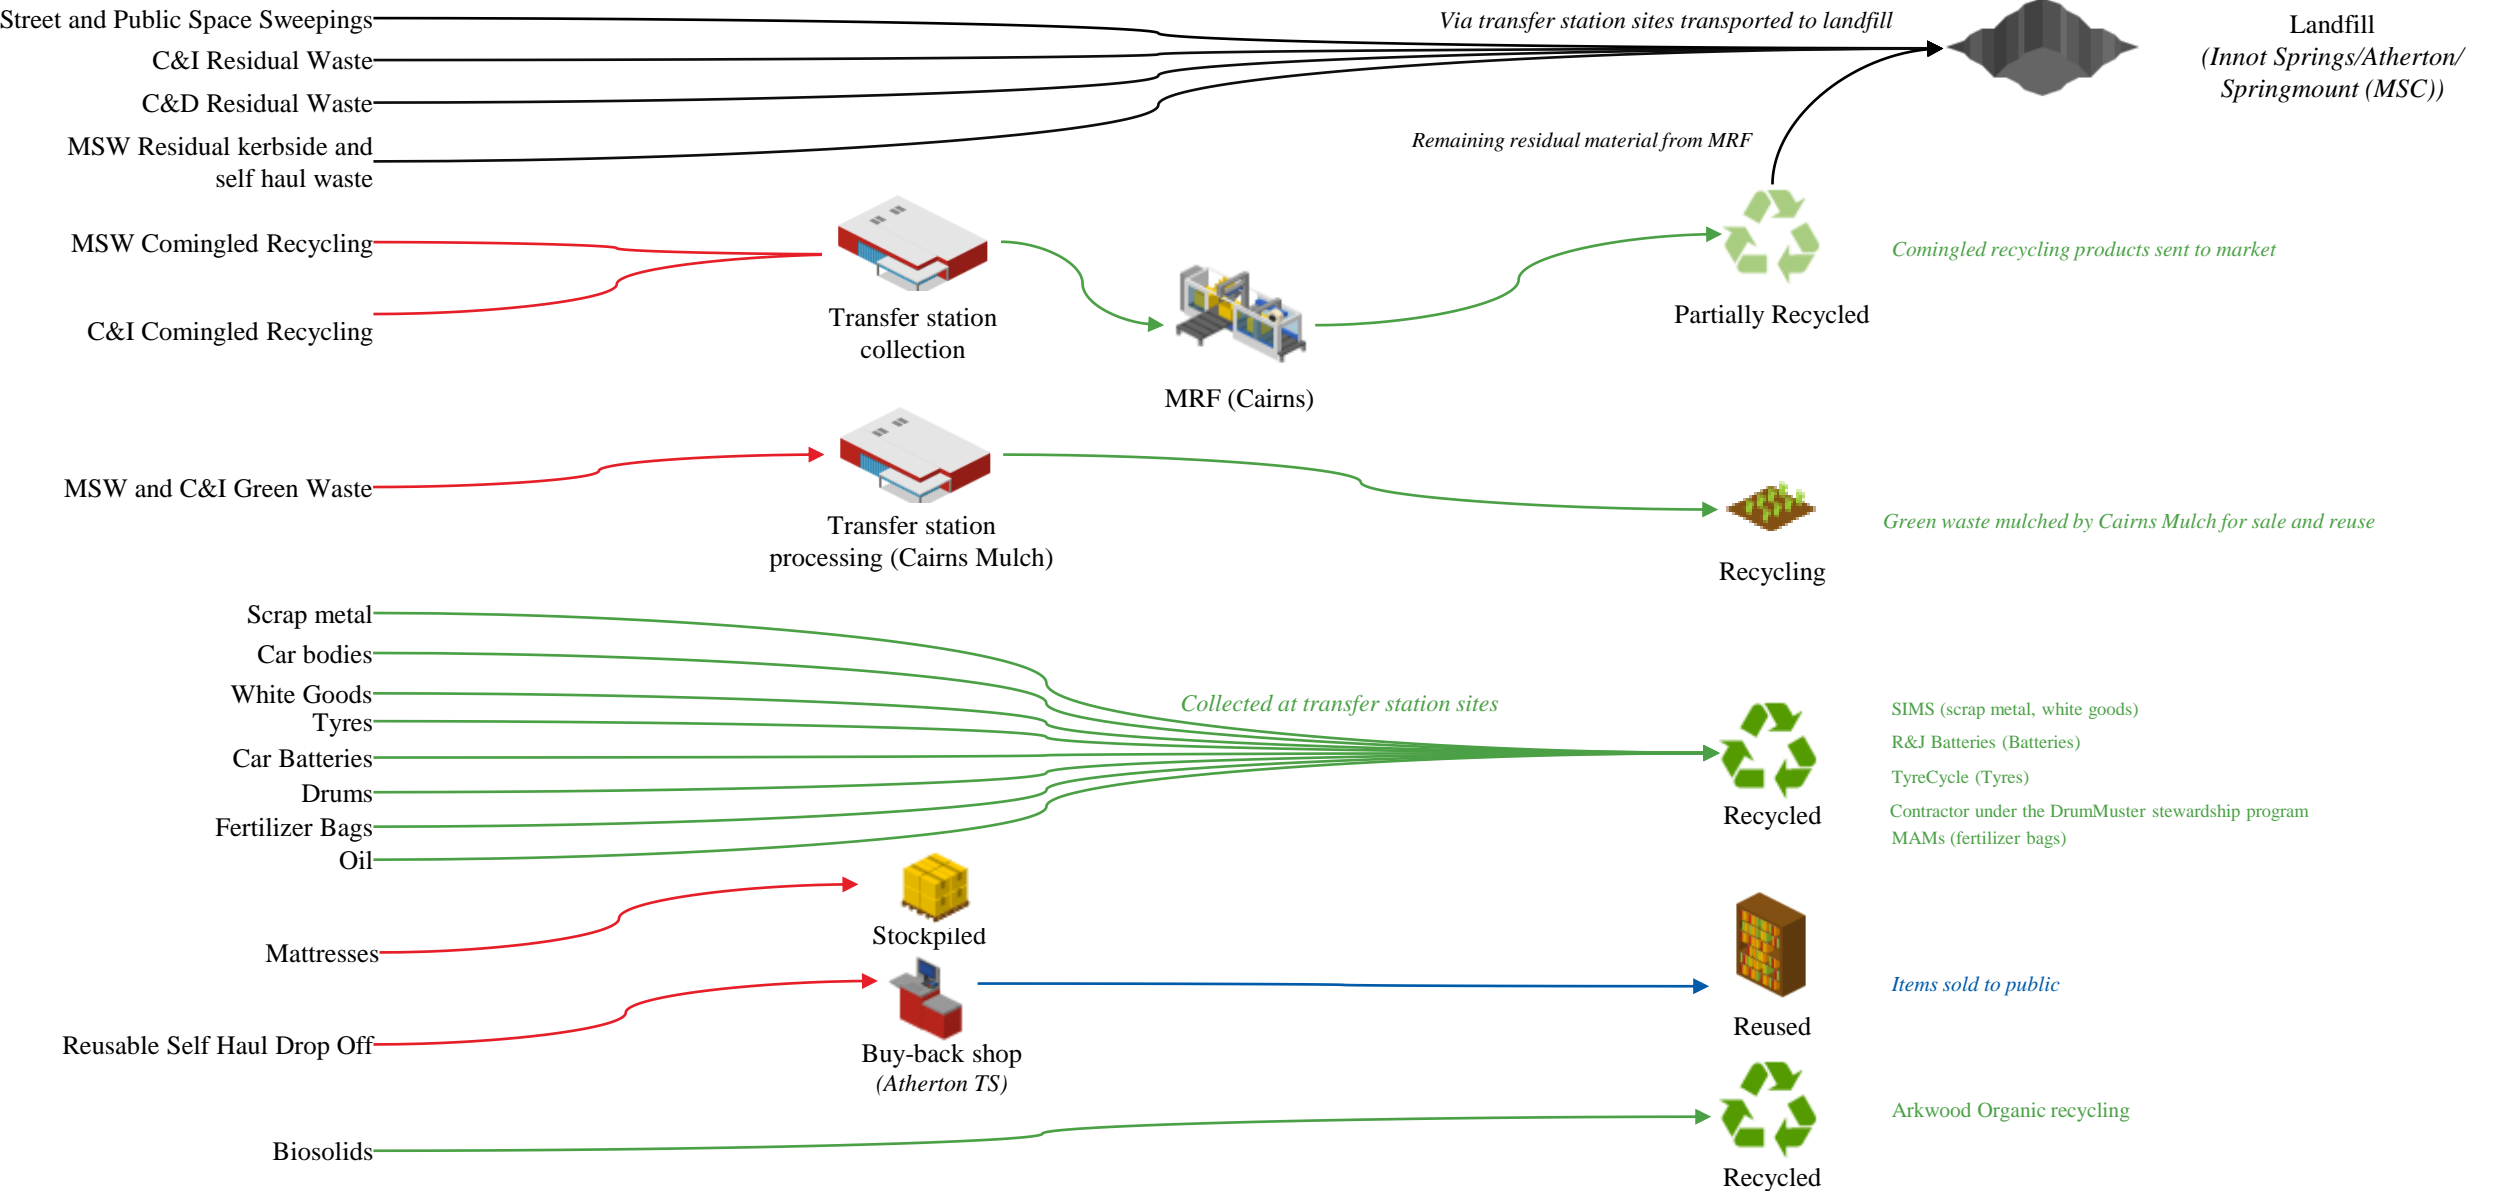 Street and Public Space Sweepings
Via transfer station sites transported to landfill
Landfill
(Innot Springs/Atherton/
Springmount (MSC))
C&I Residual Waste
C&D Residual Waste
MSW Residual kerbside and
self haul waste
Remaining residual material from MRF
MSW Comingled Recycling
C&I Comingled Recycling
Transfer station
collection
MRF (Cairns)
Partially Recycled
Comingled recycling products sent to market
MSW and C&I Green Waste
Transfer station
processing (Cairns Mulch)
Recycling
Green waste mulched by Cairns Mulch for sale and reuse
Scrap metal
Car bodies
White Goods
Tyres
Car Batteries
Drums
Fertilizer Bags
Oil
Collected at transfer station sites
Recycled
SIMS (scrap metal, white goods)
R&J Batteries (Batteries)
TyreCycle (Tyres)
Contractor under the DrumMuster stewardship program
MAMs (fertilizer bags)
Mattresses
Stockpiled
Reusable Self Haul Drop Off
Buy-back shop
(Atherton TS)
Reused
Items sold to public
Biosolids
Recycled
Arkwood Organic recycling